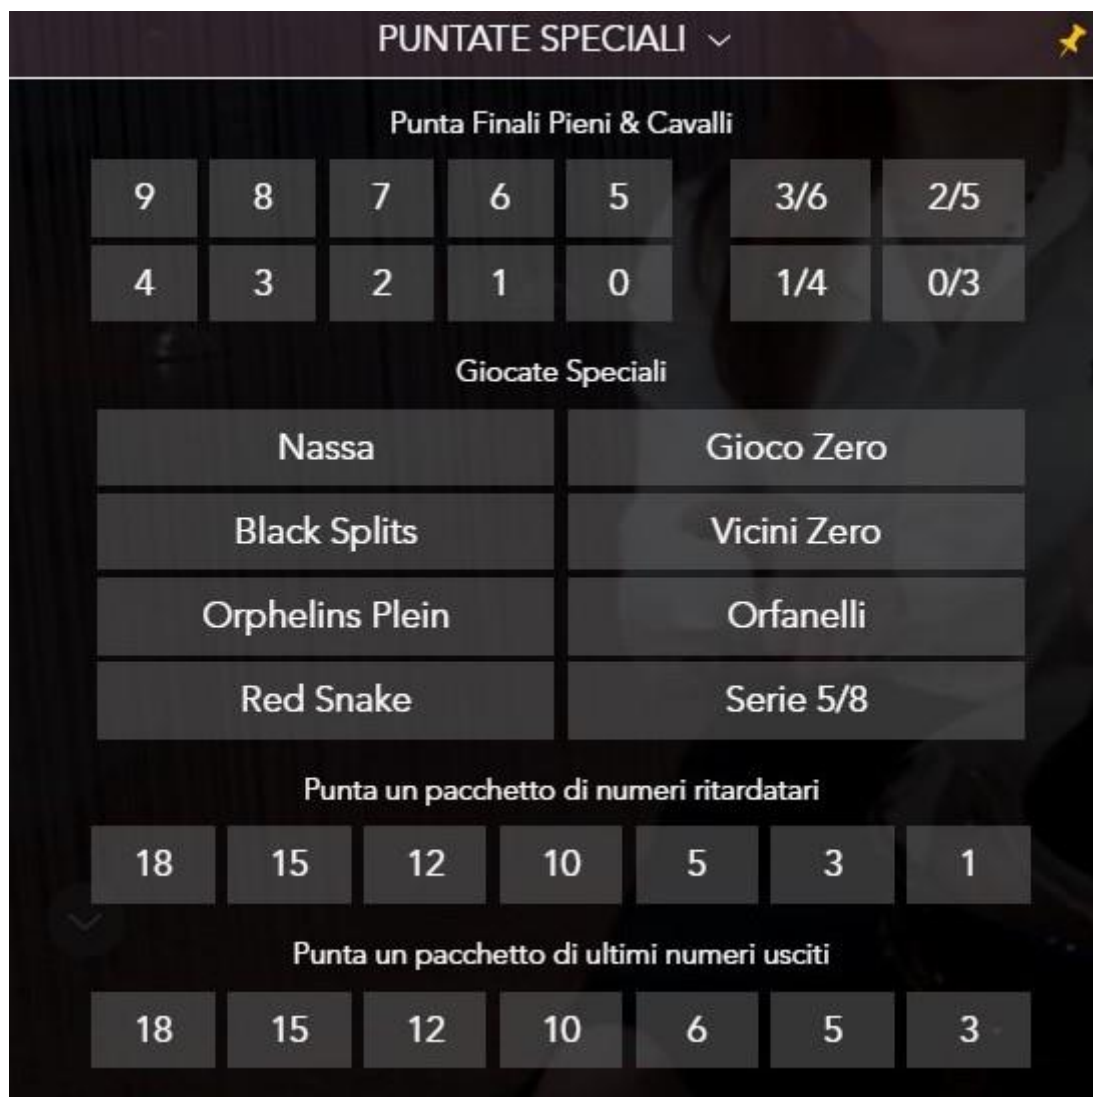 PUNTATE SPECIALI
Punta Finali Pieni & Cavalli
9 8 7 6 5 3/6 2/5
4 3 2 1 0 1/4 0/3
Giocate Speciali
Nassa Gioco Zero
Black Splits Vicini Zero
Orphelins Plein Orfanelli
Red Snake Serie 5/8
Punta un pacchetto di numeri ritardatari
18 15 12 10 5 3 1
Punta un pacchetto di ultimi numeri usciti
18 15 12 10 6 5 3